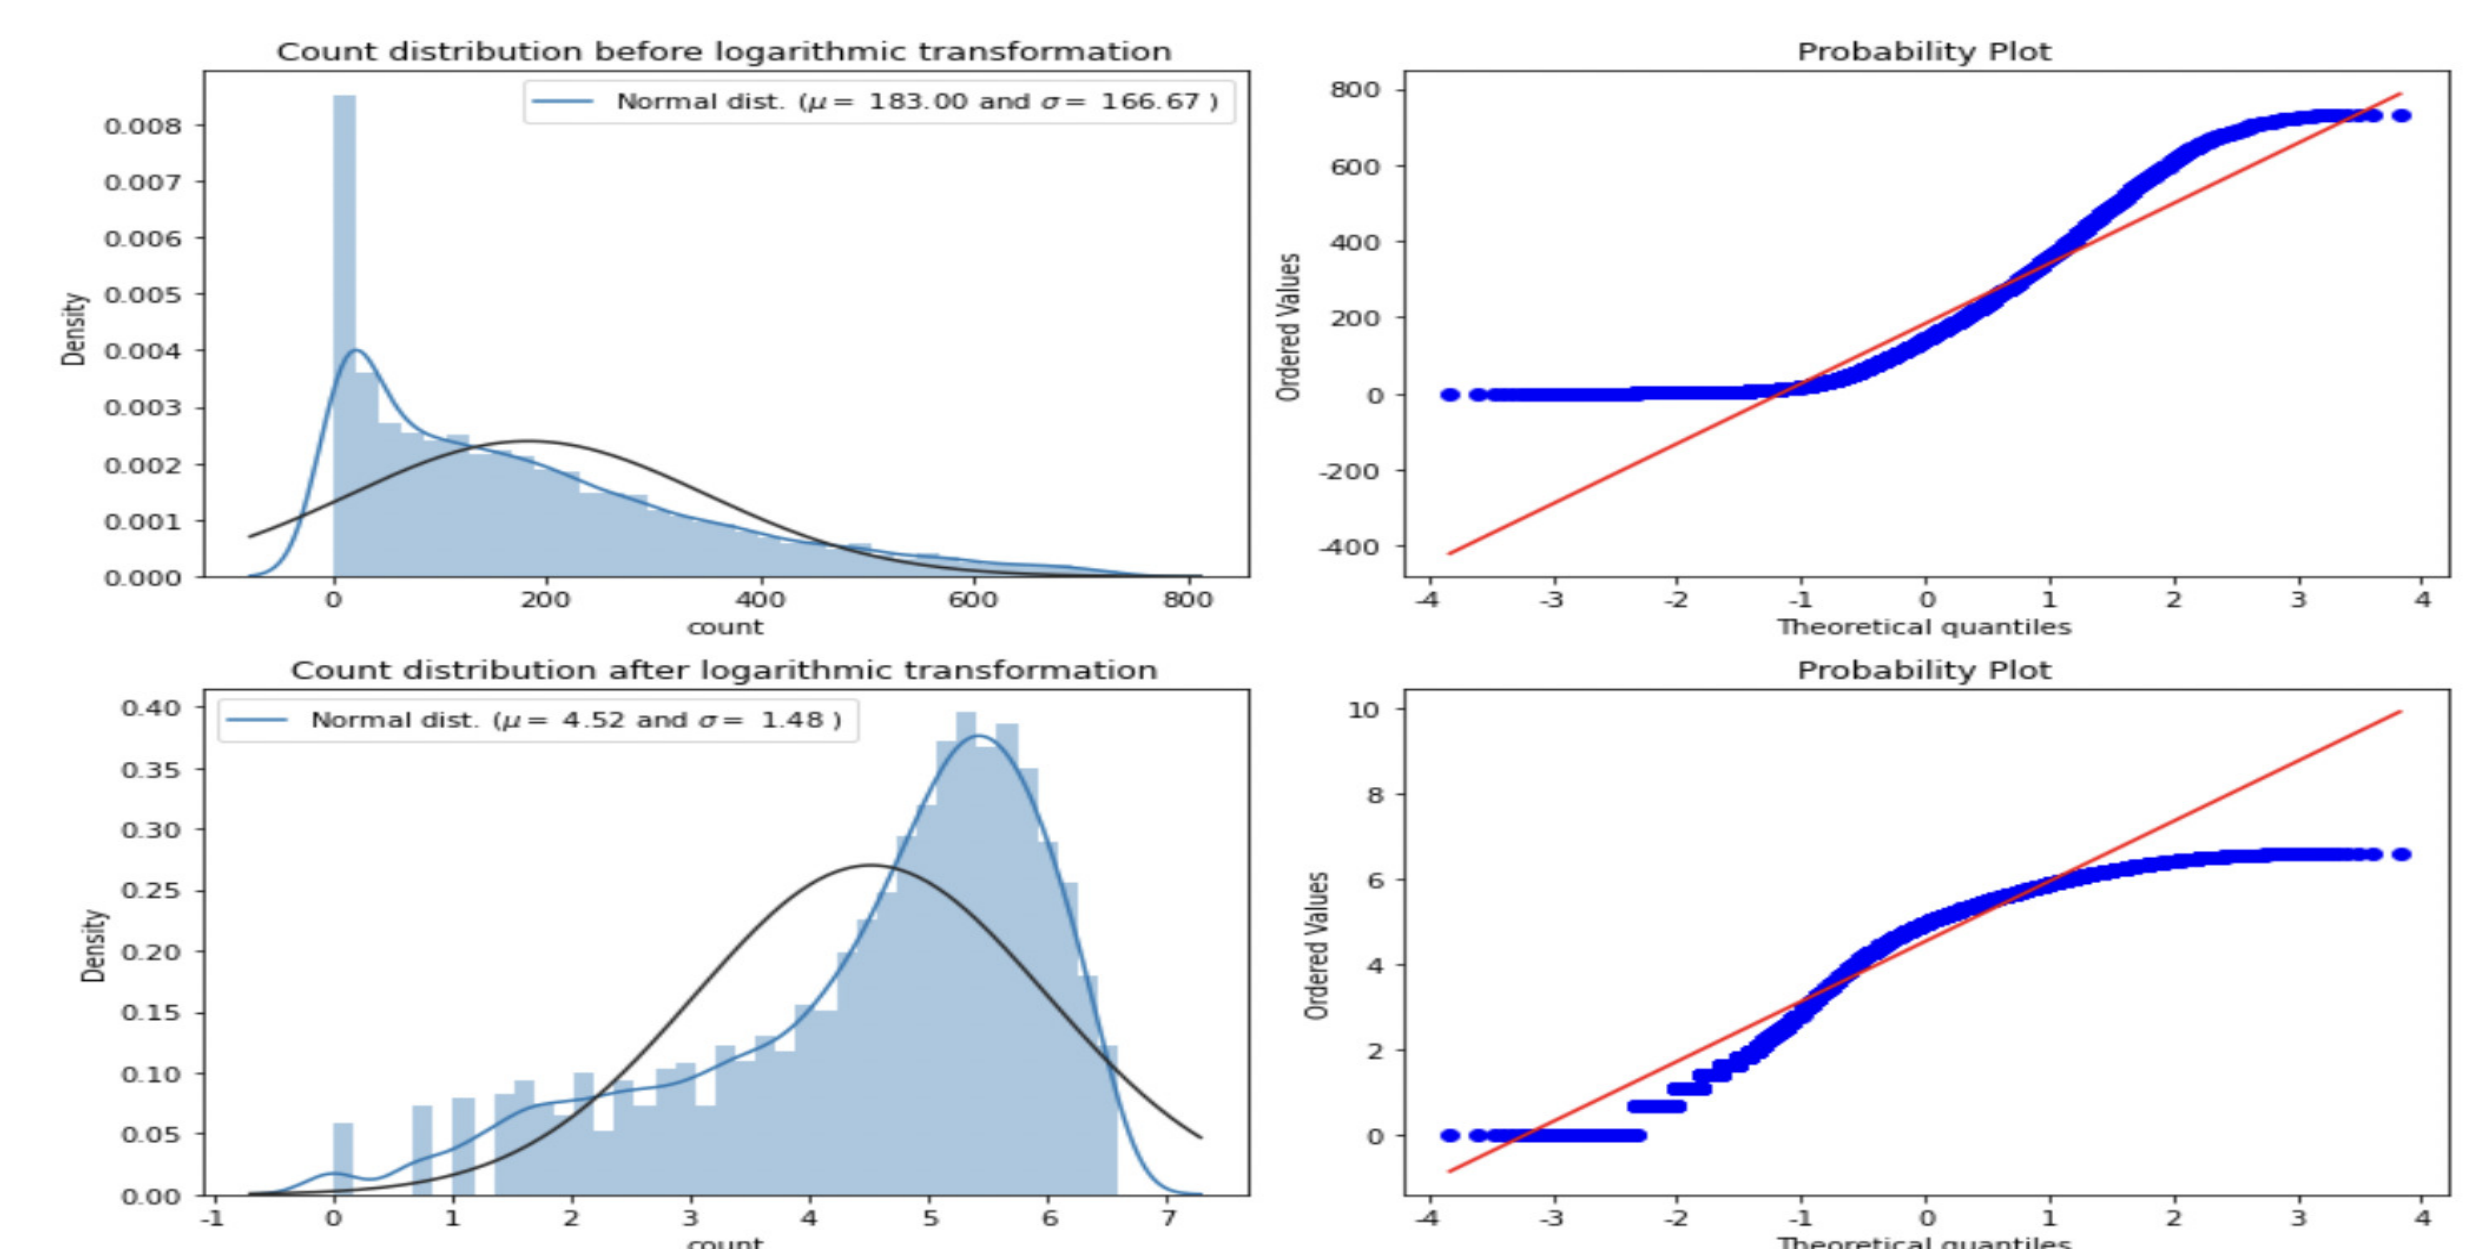 Count distribution before logarithmic transformation
Normal dist. (μ = 183.00 and σ = 166.67 )
0.008
0.007
0.006
0.005
0.004
0.003
0.002
0.001
0.000
Density
0 200 400 600 800
count
Probability Plot
800
600
400
200
0
-200
-400
Ordered Values
-4 -3 -2 -1 0 1 2 3 4
Theoretical quantiles
Count distribution after logarithmic transformation
Normal dist. (μ = 4.52 and σ = 1.48 )
0.40
0.35
0.30
0.25
0.20
0.15
0.10
0.05
0.00
Density
-1 0 1 2 3 4 5 6 7
count
Probability Plot
10
8
6
4
2
0
Ordered Values
-4 -3 -2 -1 0 1 2 3 4
Theoretical quantiles